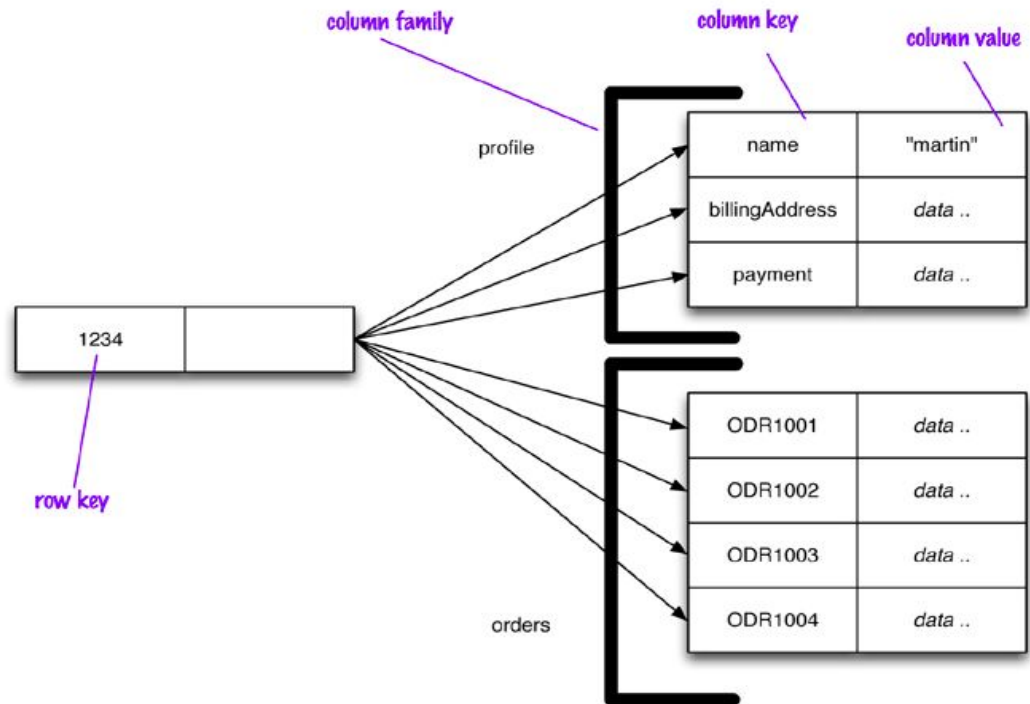 column family
column key
column value
profile
name
"martin"
billingAddress
data ..
payment
data ..
1234
row key
ODR1001
data ..
ODR1002
data ..
ODR1003
data ..
ODR1004
data ..
orders